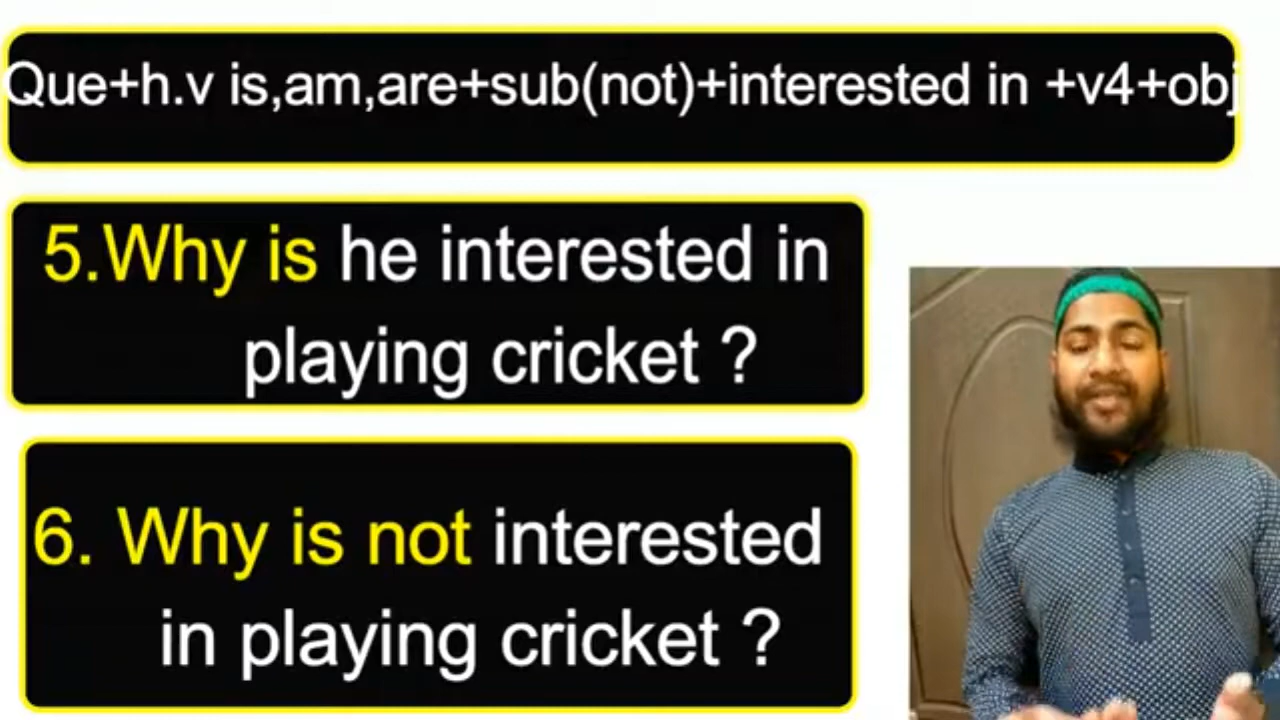 Que+h.v is,am,are+sub(not)+interested in +v4+obj
5.Why is he interested in
playing cricket ?
6. Why is not interested
in playing cricket ?